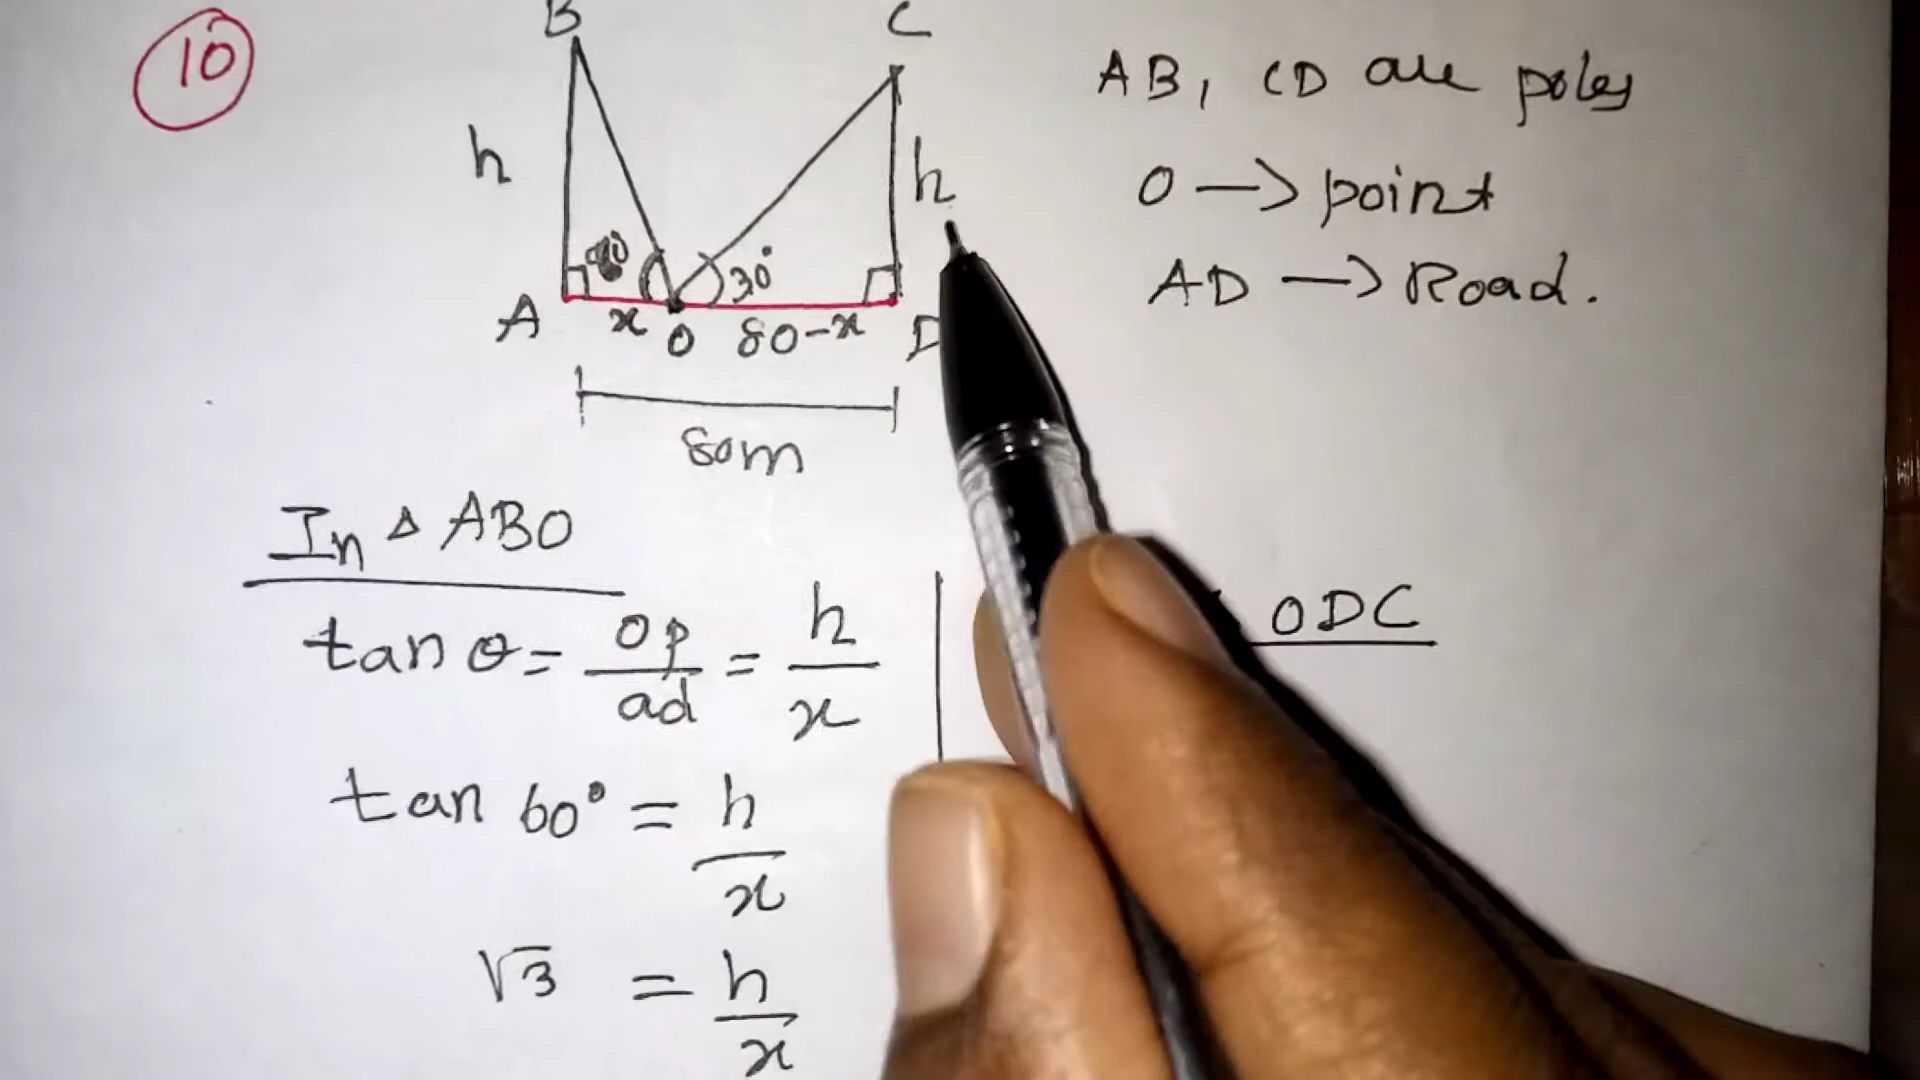 10
B C
h h
30°
A x O 80-x D
80m
AB, CD are poles
O → point
AD → Road.
In △ ABO
tan θ = op/ad = h/x
tan 60° = h/x
√3 = h/x
ODC